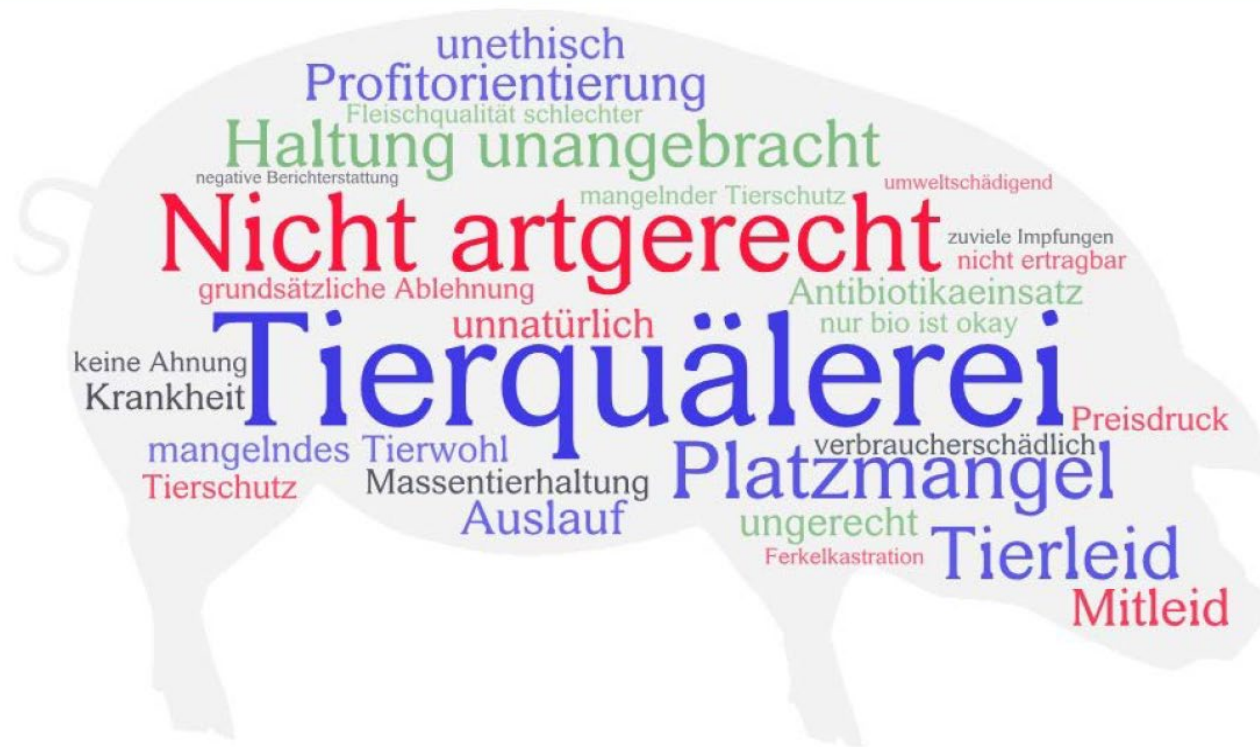 unethisch
Profitorientierung
Fleischqualität schlechter
Haltung unangebracht
negative Berichterstattung
mangelnder Tierschutz
umweltschädigend
Nicht artgerecht
zuviele Impfungen
nicht ertragbar
grundsätzliche Ablehnung
Antibiotikaeinsatz
unnatürlich
nur bio ist okay
Tierquälerei
keine Ahnung
Krankheit
Preisdruck
mangelndes Tierwohl
verbraucherschädlich
Platzmangel
Tierschutz
Massentierhaltung
Auslauf
ungerecht
Ferkelkastration
Tierleid
Mitleid